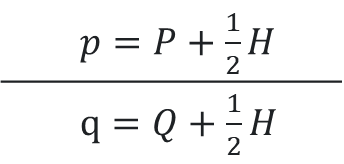 p = P + 1/2 H
q = Q + 1/2 H